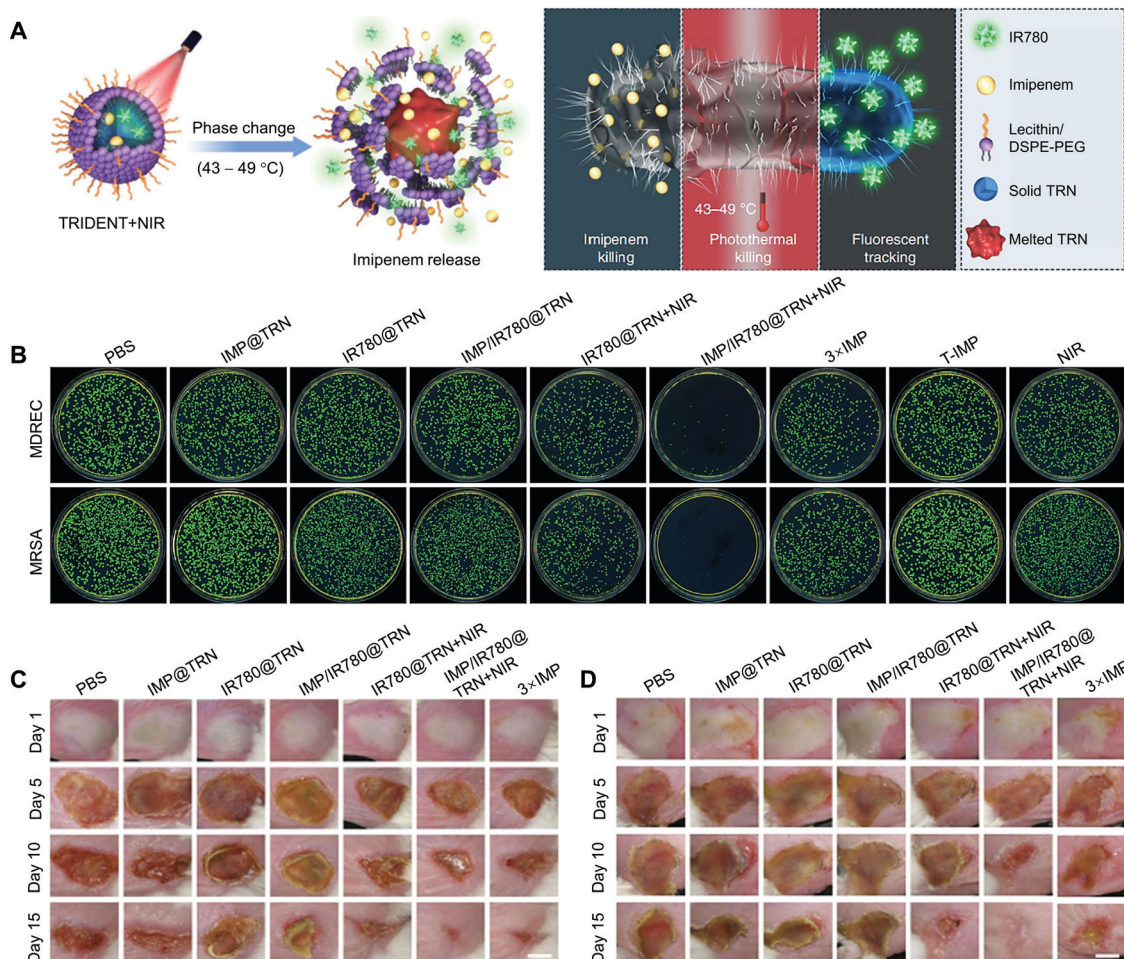 A
Phase change
(43 – 49 °C)
TRIDENT+NIR
Imipenem release
43–49 °C
Imipenem
killing
Photothermal
killing
Fluorescent
tracking
IR780
Imipenem
Lecithin/
DSPE-PEG
Solid TRN
Melted TRN
B
PBS
IMP@TRN
IR780@TRN
IMP/IR780@TRN
IR780@TRN+NIR
IMP/IR780@TRN+NIR
3×IMP
T-IMP
NIR
MDREC
MRSA
C
PBS
IMP@TRN
IR780@TRN
IMP/IR780@TRN
IR780@TRN+NIR
IMP/IR780@
TRN+NIR
3×IMP
Day 1
Day 5
Day 10
Day 15
D
PBS
IMP@TRN
IR780@TRN
IMP/IR780@TRN
IR780@TRN+NIR
IMP/IR780@
TRN+NIR
3×IMP
Day 1
Day 5
Day 10
Day 15